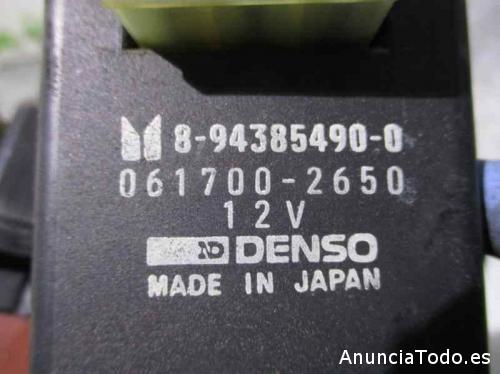 8-94385490-0
061700-2650
12V
ND DENSO
MADE IN JAPAN
AnunciaTodo.es